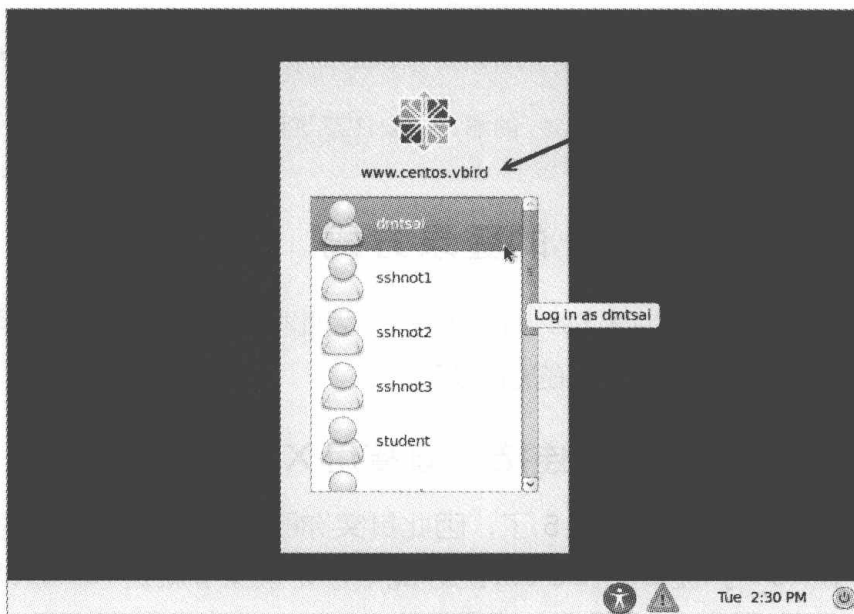 www.centos.vbird
dmtsai
sshnot1
Log in as dmtsai
sshnot2
sshnot3
student
Tue 2:30 PM